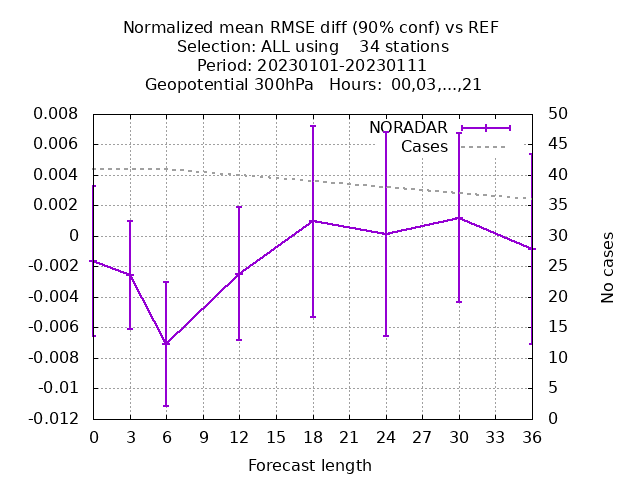 Normalized mean RMSE diff (90% conf) vs REF
Selection: ALL using    34 stations
Period: 20230101-20230111
Geopotential 300hPa   Hours:  00,03,...,21
NORADAR
Cases
0.008
0.006
0.004
0.002
0
-0.002
-0.004
-0.006
-0.008
-0.01
-0.012
50
45
40
35
30
25
20
15
10
5
0
No cases
0 3 6 9 12 15 18 21 24 27 30 33 36
Forecast length